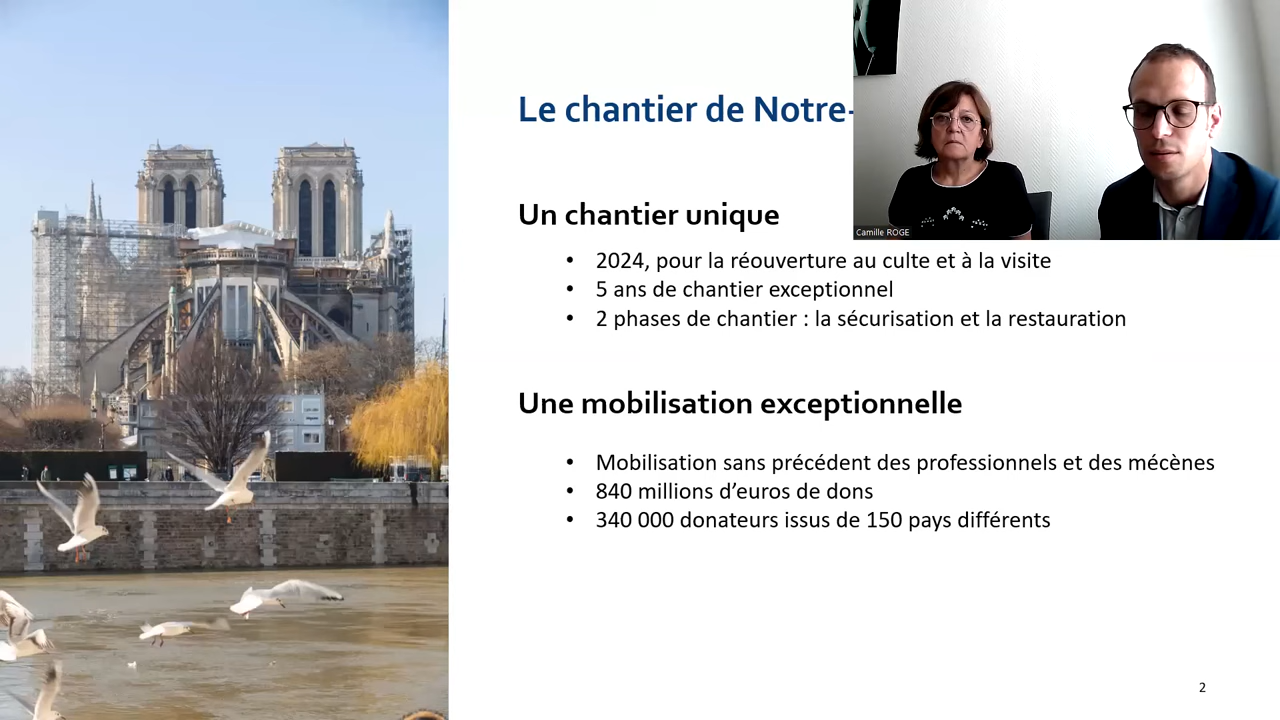 Le chantier de Notre-
Camille ROGE
Un chantier unique
• 2024, pour la réouverture au culte et à la visite
• 5 ans de chantier exceptionnel
• 2 phases de chantier : la sécurisation et la restauration
Une mobilisation exceptionnelle
• Mobilisation sans précédent des professionnels et des mécènes
• 840 millions d’euros de dons
• 340 000 donateurs issus de 150 pays différents
2